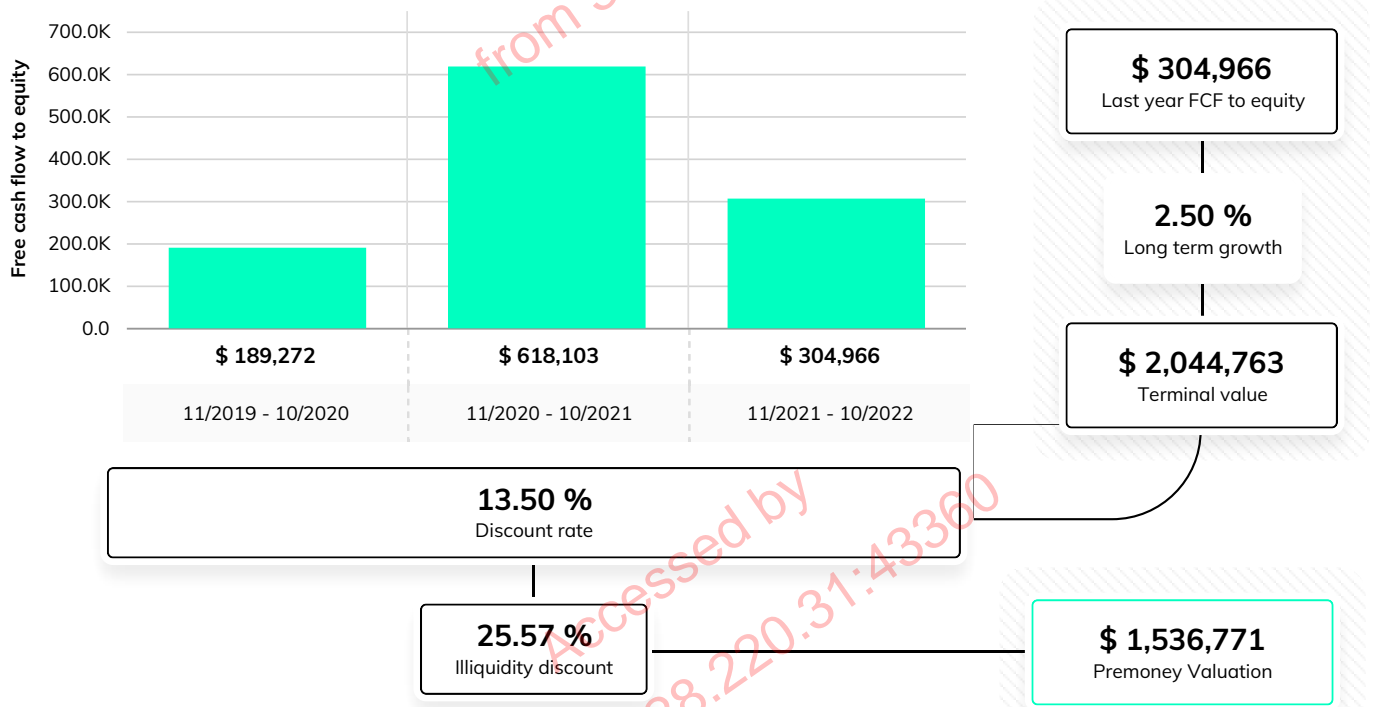 Free cash flow to equity
700.0K
600.0K
500.0K
400.0K
300.0K
200.0K
100.0K
0.0
$ 189,272
$ 618,103
$ 304,966
11/2019 - 10/2020
11/2020 - 10/2021
11/2021 - 10/2022
$ 304,966
Last year FCF to equity
2.50 %
Long term growth
$ 2,044,763
Terminal value
13.50 %
Discount rate
25.57 %
Illiquidity discount
$ 1,536,771
Premoney Valuation
from
Accessed by
8.220.31:43360